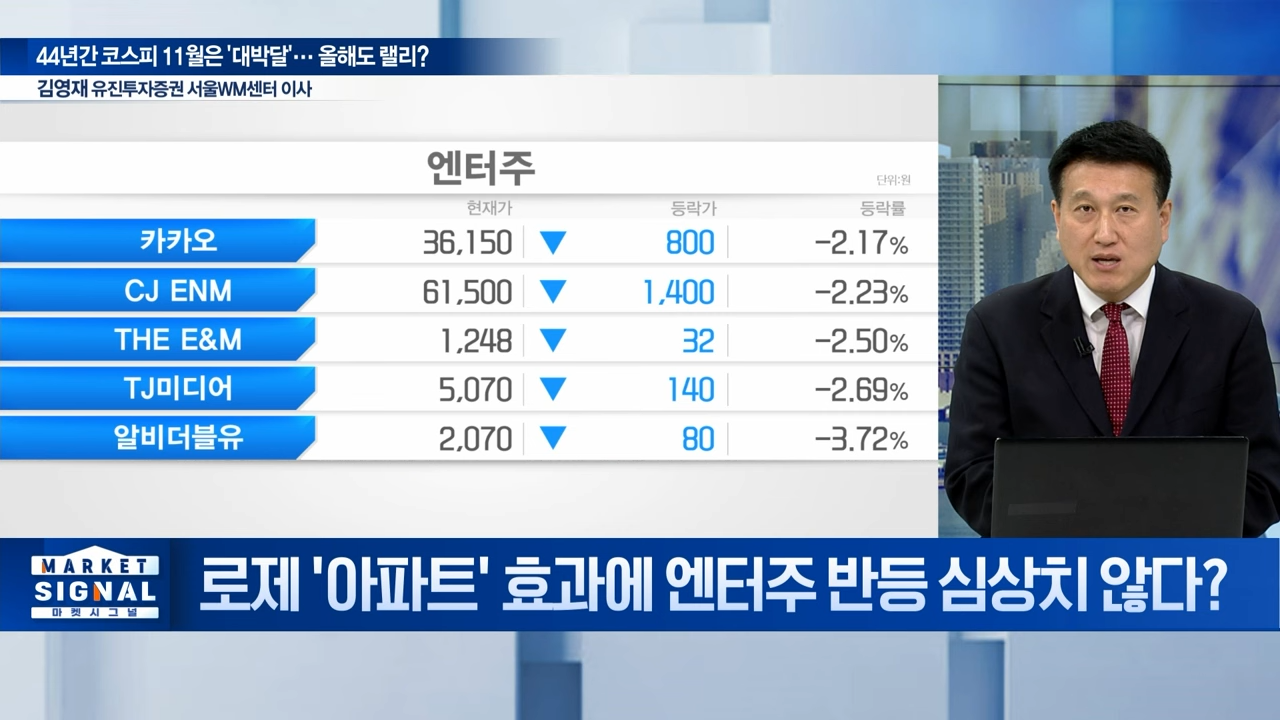 44년간 코스피 11월은 '대박달'… 올해도 랠리?
김영재 유진투자증권 서울WM센터 이사
엔터주
단위:원
현재가 등락가 등락률
카카오 36,150 ▼ 800 -2.17%
CJ ENM 61,500 ▼ 1,400 -2.23%
THE E&M 1,248 ▼ 32 -2.50%
TJ미디어 5,070 ▼ 140 -2.69%
알비더블유 2,070 ▼ 80 -3.72%
MARKET
SIGNAL
마켓시그널
로제 '아파트' 효과에 엔터주 반등 심상치 않다?